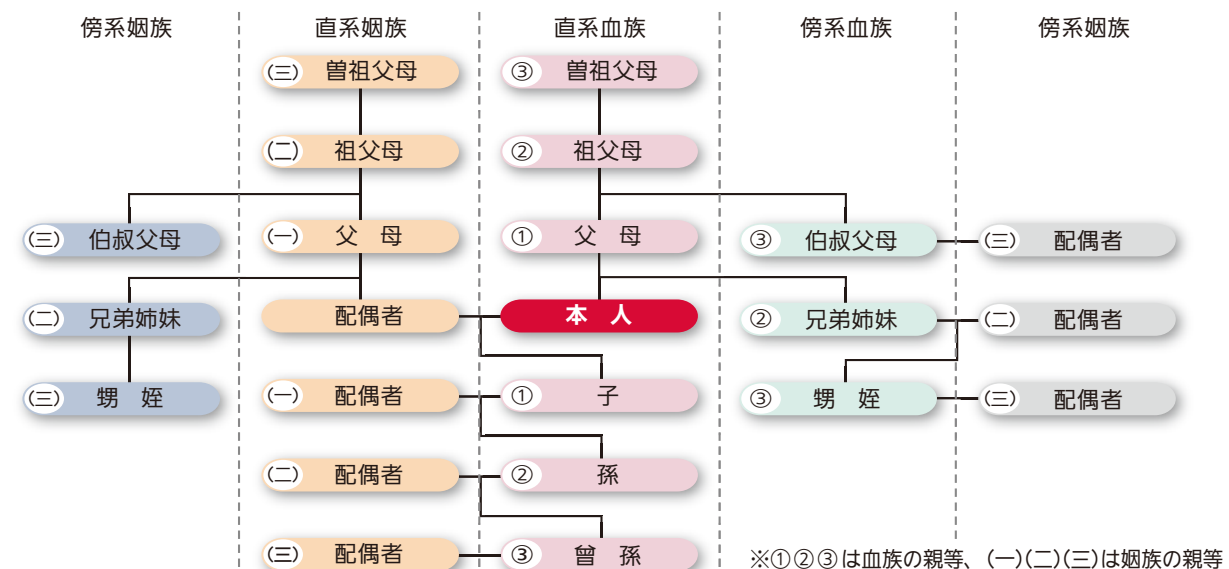 傍系姻族 直系姻族 直系血族 傍系血族 傍系姻族
(三) 曽祖父母 ③ 曽祖父母
(二) 祖父母 ② 祖父母
(三) 伯叔父母 (一) 父 母 ① 父 母 ③ 伯叔父母 (三) 配偶者
(二) 兄弟姉妹 配偶者 本 人 ② 兄弟姉妹 (二) 配偶者
(三) 甥 姪 (一) 配偶者 ① 子 ③ 甥 姪 (三) 配偶者
(二) 配偶者 ② 孫
(三) 配偶者 ③ 曾 孫
※①②③は血族の親等、(一)(二)(三)は姻族の親等